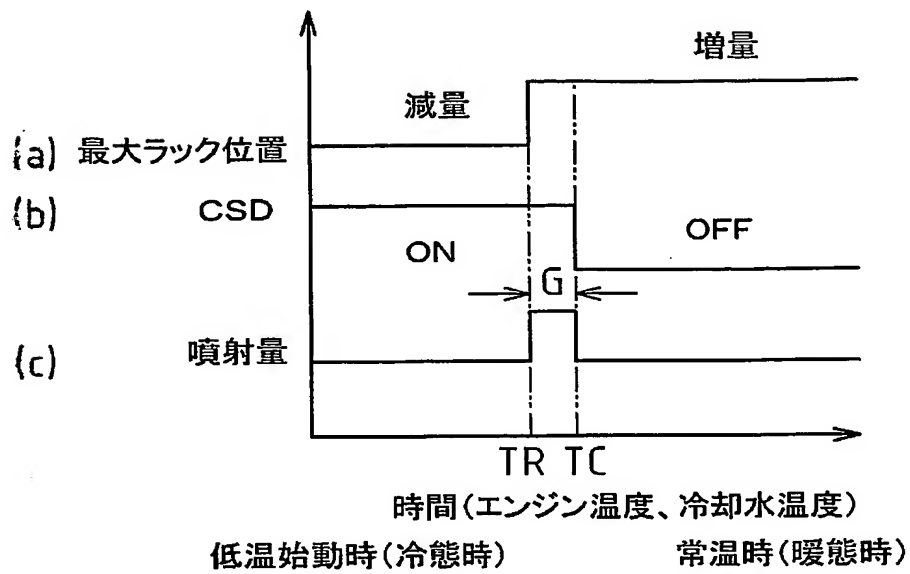 増量
減量
(a) 最大ラック位置
(b) CSD
ON
OFF
G
(c) 噴射量
TR TC
時間(エンジン温度、冷却水温度)
低温始動時(冷態時) 常温時(暖態時)